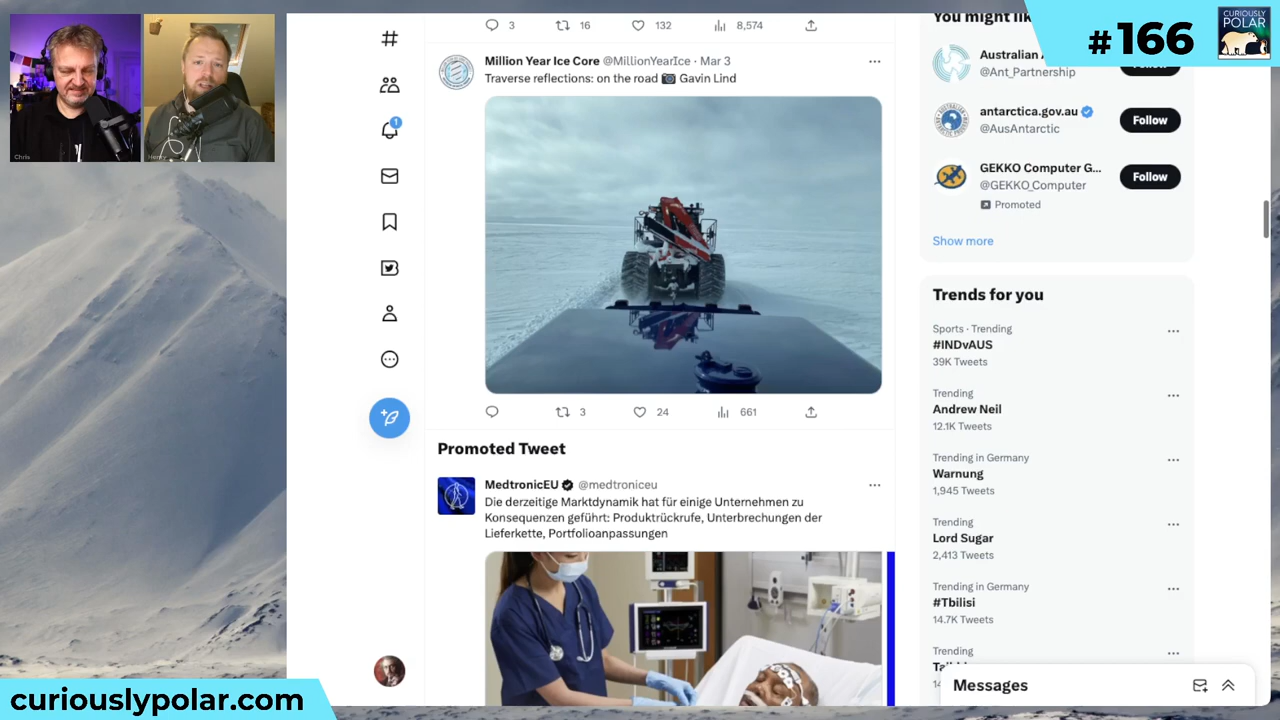 3 16 132 8,574
Million Year Ice Core @MillionYearIce · Mar 3
Traverse reflections: on the road 📷 Gavin Lind
3 24 661
Promoted Tweet
MedtronicEU @medtroniceu
Die derzeitige Marktdynamik hat für einige Unternehmen zu
Konsequenzen geführt: Produktrückrufe, Unterbrechungen der
Lieferkette, Portfolioanpassungen
1
You might
Australian
@Ant_Partnership
antarctica.gov.au
@AusAntarctic
Follow
GEKKO Computer G...
@GEKKO_Computer
Follow
Promoted
Show more
Trends for you
Sports · Trending
#INDvAUS
39K Tweets
Trending
Andrew Neil
12.1K Tweets
Trending in Germany
Warnung
1,945 Tweets
Trending
Lord Sugar
2,413 Tweets
Trending in Germany
#Tbilisi
14.7K Tweets
Trending
Messages
#166
CURIOUSLY
POLAR
Chris
Henry
curiouslypolar.com